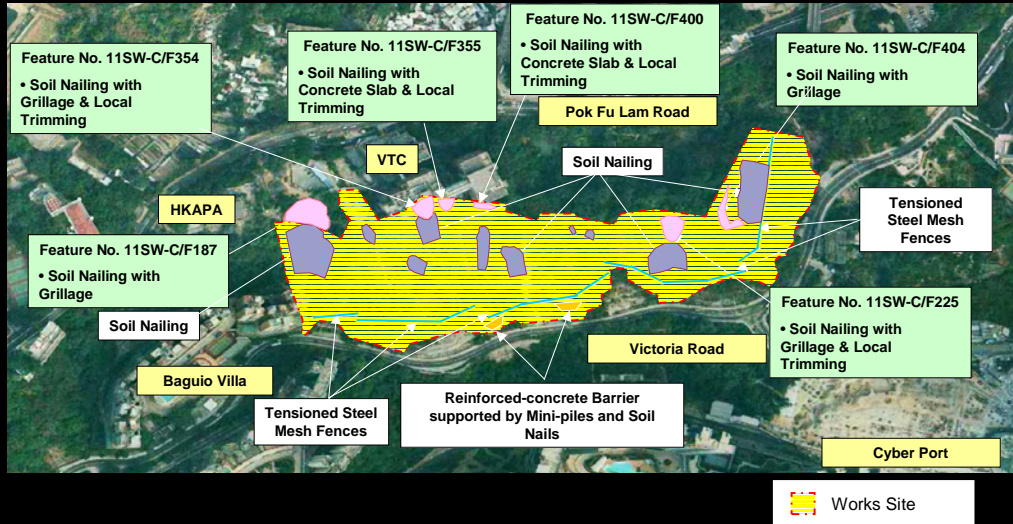 Feature No. 11SW-C/F354
• Soil Nailing with
Grillage & Local
Trimming
Feature No. 11SW-C/F355
• Soil Nailing with
Concrete Slab & Local
Trimming
Feature No. 11SW-C/F400
• Soil Nailing with
Concrete Slab & Local
Trimming
Feature No. 11SW-C/F404
• Soil Nailing with
Grillage
Pok Fu Lam Road
VTC
Soil Nailing
HKAPA
Tensioned
Steel Mesh
Fences
Feature No. 11SW-C/F187
• Soil Nailing with
Grillage
Soil Nailing
Feature No. 11SW-C/F225
• Soil Nailing with
Grillage & Local
Trimming
Victoria Road
Baguio Villa
Tensioned Steel
Mesh Fences
Reinforced-concrete Barrier
supported by Mini-piles and Soil
Nails
Cyber Port
Works Site